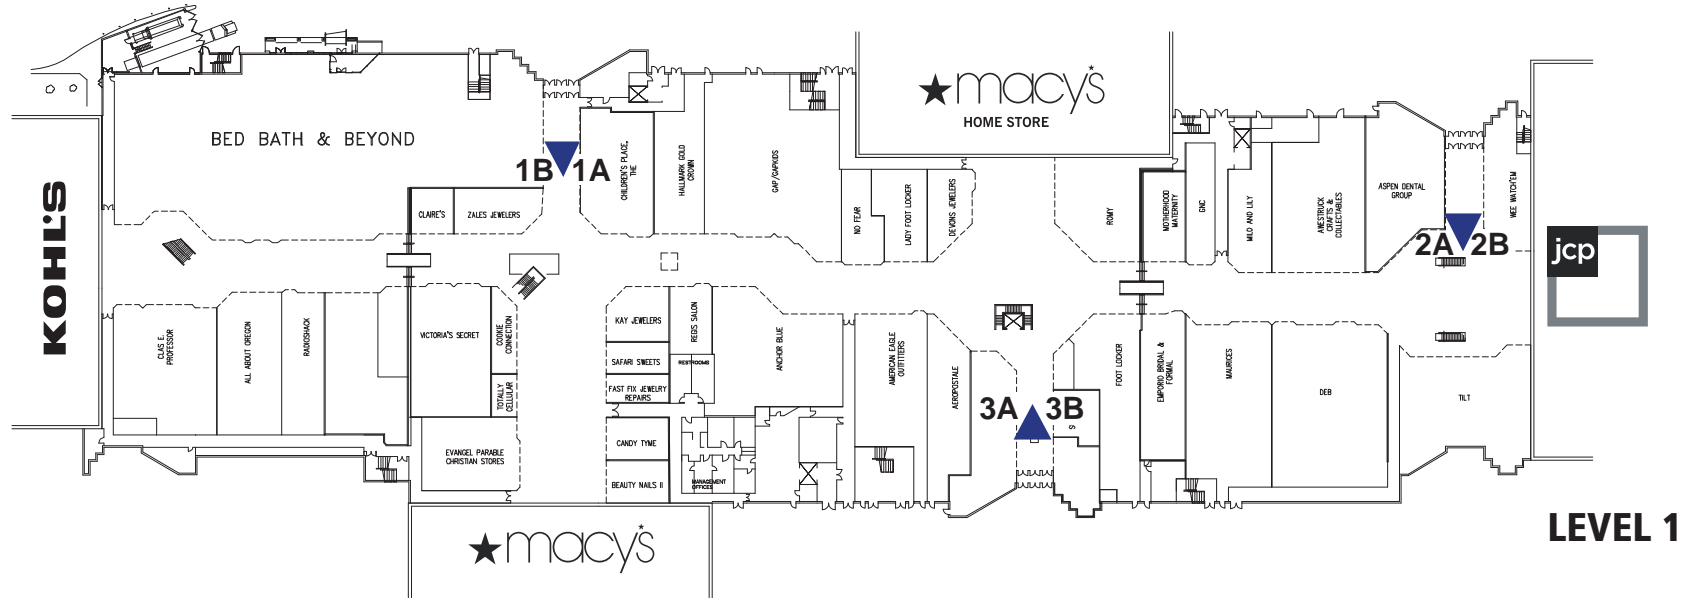 macy's
HOME STORE
BED BATH & BEYOND
KOHL'S
1B
1A
CHILDREN'S PLACE,
THE
HALLMARK GOLD
CROWN
GAP/GAPKIDS
CLAIRE'S
ZALES JEWELERS
NO FEAR
LADY FOOT LOCKER
DEVONS JEWELERS
ROMY
MOTHERHOOD
MATERNITY
GNC
MILO AND LILY
AWESTRUCK
CRAFTS &
COLLECTABLES
ASPEN DENTAL
GROUP
WEE WATCH'EM
2A
2B
jcp
CLAS E.
PROFESSOR
ALL ABOUT OREGON
RADIOSHACK
VICTORIA'S SECRET
COOKIE
CONNECTION
TOTALLY
CELLULAR
EVANGEL PARABLE
CHRISTIAN STORES
KAY JEWELERS
SAFARI SWEETS
FAST FIX JEWELRY
REPAIRS
CANDY TYME
BEAUTY NAILS II
REGIS SALON
RESTROOMS
MANAGEMENT
OFFICES
ANCHOR BLUE
AMERICAN EAGLE
OUTFITTERS
AEROPOSTALE
3A
3B
S
FOOT LOCKER
EMPORIO BRIDAL &
FORMAL
MAURICES
DEB
TILT
macy's
LEVEL 1